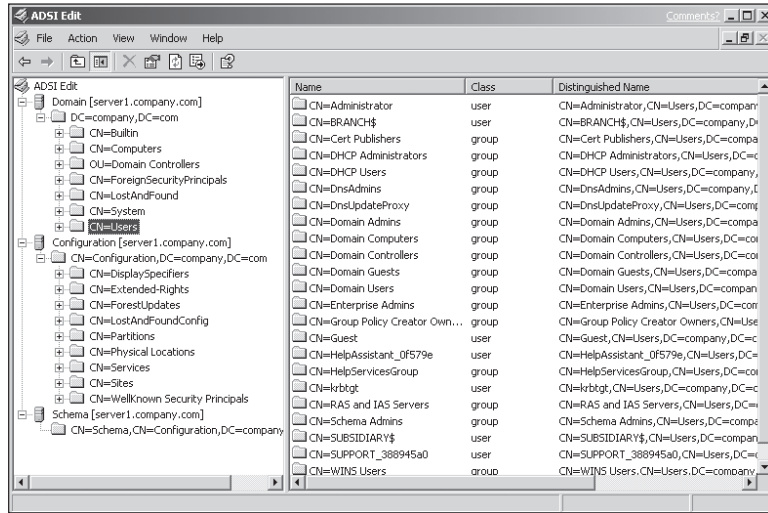 ADSI Edit
Comments?
File Action View Window Help
ADSI Edit
Domain [server1.company.com]
DC=company,DC=com
CN=Builtin
CN=Computers
OU=Domain Controllers
CN=ForeignSecurityPrincipals
CN=LostAndFound
CN=System
CN=Users
Configuration [server1.company.com]
CN=Configuration,DC=company,DC=com
CN=DisplaySpecifiers
CN=Extended-Rights
CN=ForestUpdates
CN=LostAndFoundConfig
CN=Partitions
CN=Physical Locations
CN=Services
CN=Sites
CN=WellKnown Security Principals
Schema [server1.company.com]
CN=Schema,CN=Configuration,DC=company
Name Class Distinguished Name
CN=Administrator user CN=Administrator,CN=Users,DC=compan
CN=BRANCH$ user CN=BRANCH$,CN=Users,DC=company,D
CN=Cert Publishers group CN=Cert Publishers,CN=Users,DC=compa
CN=DHCP Administrators group CN=DHCP Administrators,CN=Users,DC=c
CN=DHCP Users group CN=DHCP Users,CN=Users,DC=company,
CN=DnsAdmins group CN=DnsAdmins,CN=Users,DC=company,D
CN=DnsUpdateProxy group CN=DnsUpdateProxy,CN=Users,DC=comp
CN=Domain Admins group CN=Domain Admins,CN=Users,DC=compa
CN=Domain Computers group CN=Domain Computers,CN=Users,DC=co
CN=Domain Controllers group CN=Domain Controllers,CN=Users,DC=co
CN=Domain Guests group CN=Domain Guests,CN=Users,DC=compa
CN=Domain Users group CN=Domain Users,CN=Users,DC=compan
CN=Enterprise Admins group CN=Enterprise Admins,CN=Users,DC=com
CN=Group Policy Creator Own... group CN=Group Policy Creator Owners,CN=Use
CN=Guest user CN=Guest,CN=Users,DC=company,DC=c
CN=HelpAssistant_0f579e user CN=HelpAssistant_0f579e,CN=Users,DC=
CN=HelpServicesGroup group CN=HelpServicesGroup,CN=Users,DC=com
CN=krbtgt user CN=krbtgt,CN=Users,DC=company,DC=c
CN=RAS and IAS Servers group CN=RAS and IAS Servers,CN=Users,DC=
CN=Schema Admins group CN=Schema Admins,CN=Users,DC=compa
CN=SUBSIDIARY$ user CN=SUBSIDIARY$,CN=Users,DC=compan
CN=SUPPORT_388945a0 user CN=SUPPORT_388945a0,CN=Users,DC=
CN=WINS Users group CN=WINS Users,CN=Users,DC=company